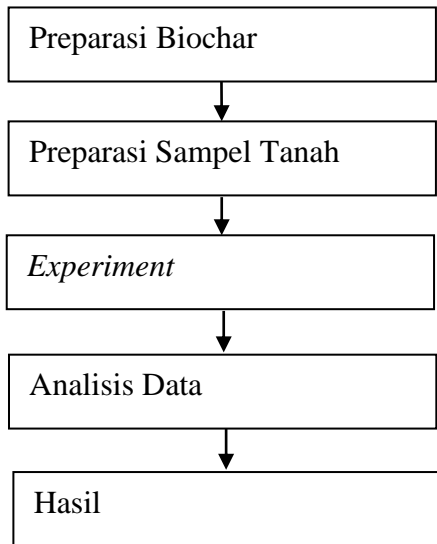 Preparasi Biochar
Preparasi Sampel Tanah
Experiment
Analisis Data
Hasil